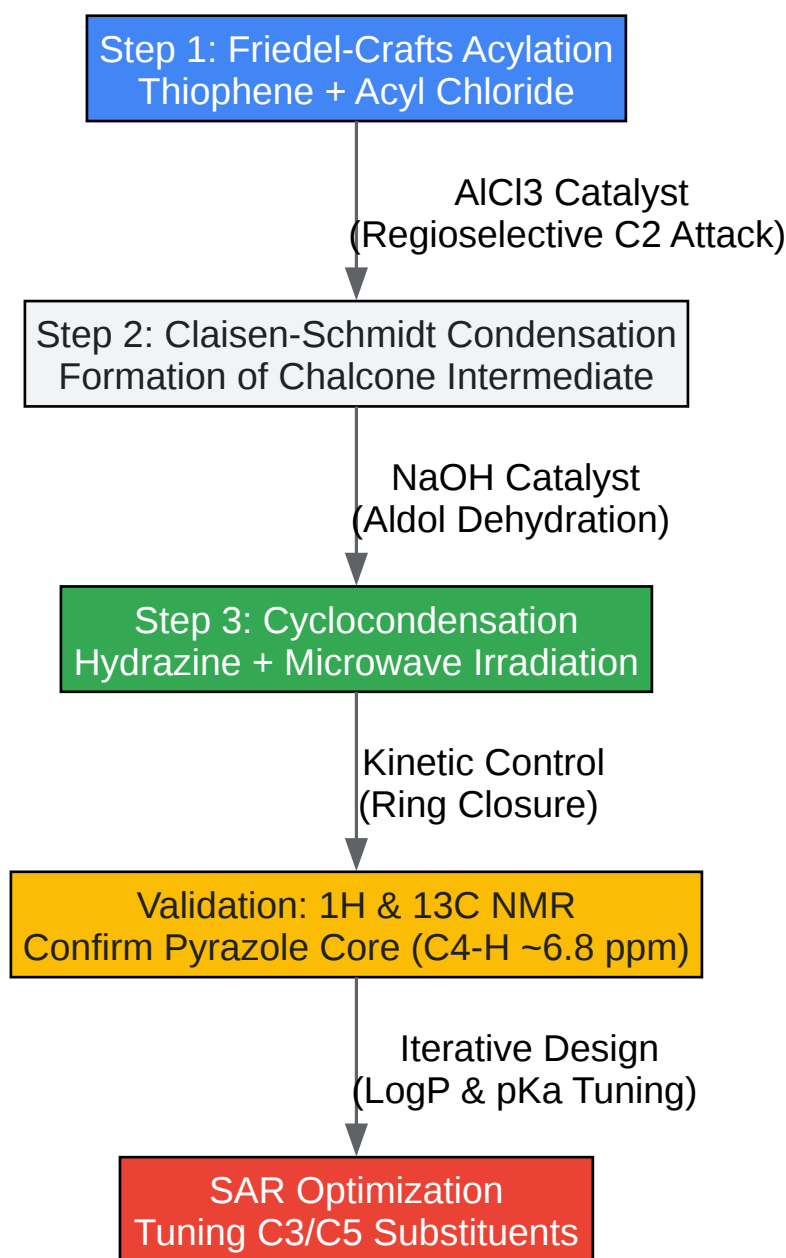 Step 1: Friedel-Crafts Acylation
Thiophene + Acyl Chloride
AlCl3 Catalyst
(Regioselective C2 Attack)
Step 2: Claisen-Schmidt Condensation
Formation of Chalcone Intermediate
NaOH Catalyst
(Aldol Dehydration)
Step 3: Cyclocondensation
Hydrazine + Microwave Irradiation
Kinetic Control
(Ring Closure)
Validation: 1H & 13C NMR
Confirm Pyrazole Core (C4-H ~6.8 ppm)
Iterative Design
(LogP & pKa Tuning)
SAR Optimization
Tuning C3/C5 Substituents